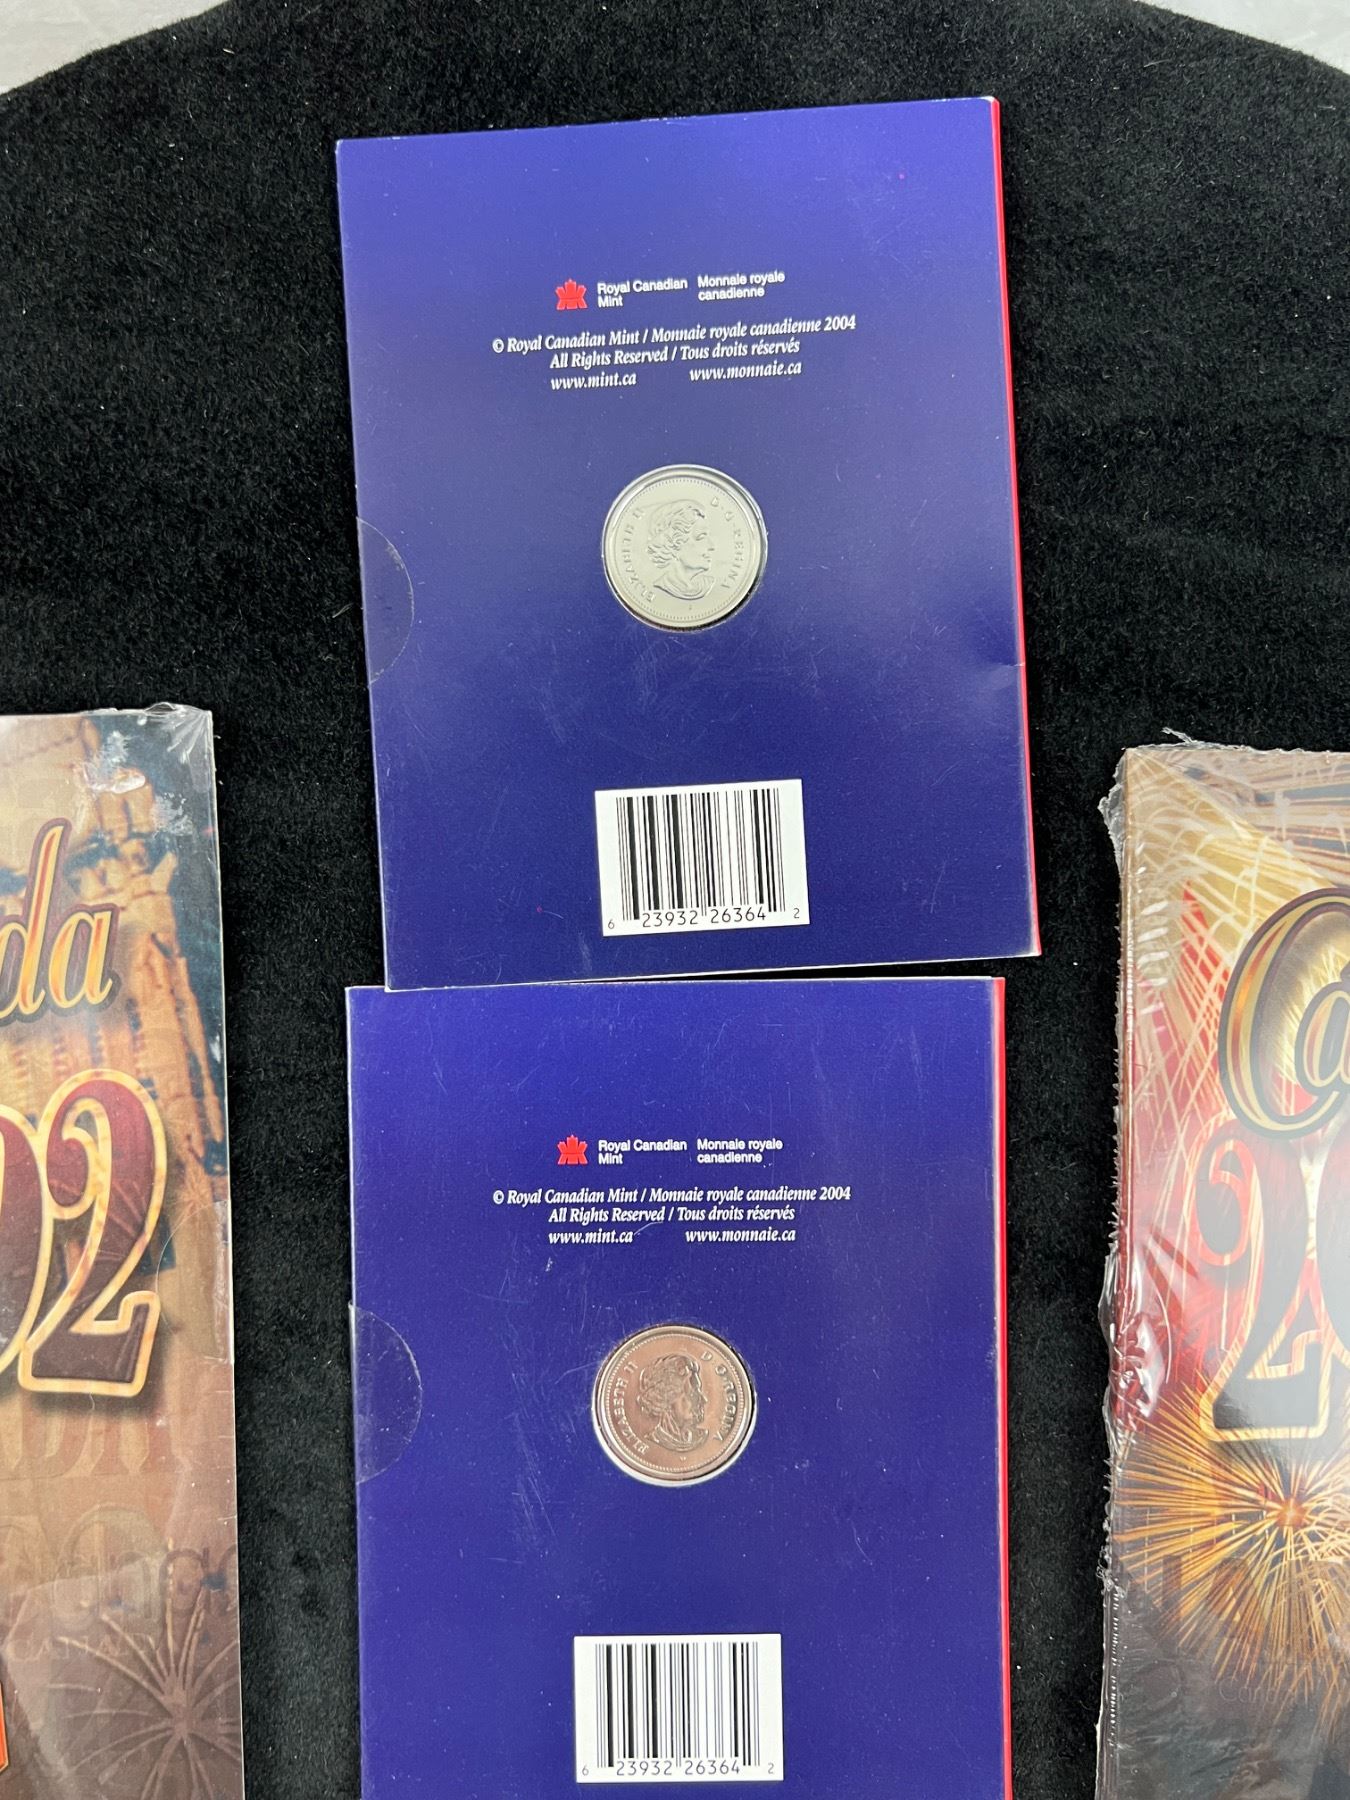 Royal Canadian Mint
Monnaie royale canadienne
© Royal Canadian Mint / Monnaie royale canadienne 2004
All Rights Reserved / Tous droits réservés
www.mint.ca www.monnaie.ca
ELIZABETH II D·G·REGINA
6 23932 26364 2
Royal Canadian Mint
Monnaie royale canadienne
© Royal Canadian Mint / Monnaie royale canadienne 2004
All Rights Reserved / Tous droits réservés
www.mint.ca www.monnaie.ca
ELIZABETH II D·G·REGINA
6 23932 26364 2
da
02
Ca
20